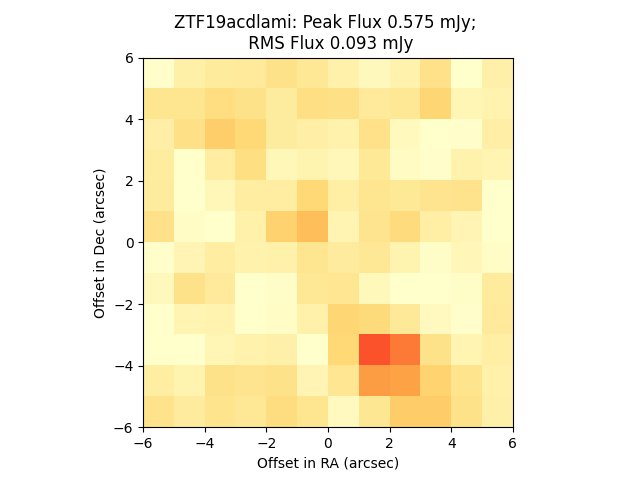 ZTF19acdlami: Peak Flux 0.575 mJy;
RMS Flux 0.093 mJy
6
4
2
0
−2
−4
−6
Offset in Dec (arcsec)
−6 −4 −2 0 2 4 6
Offset in RA (arcsec)